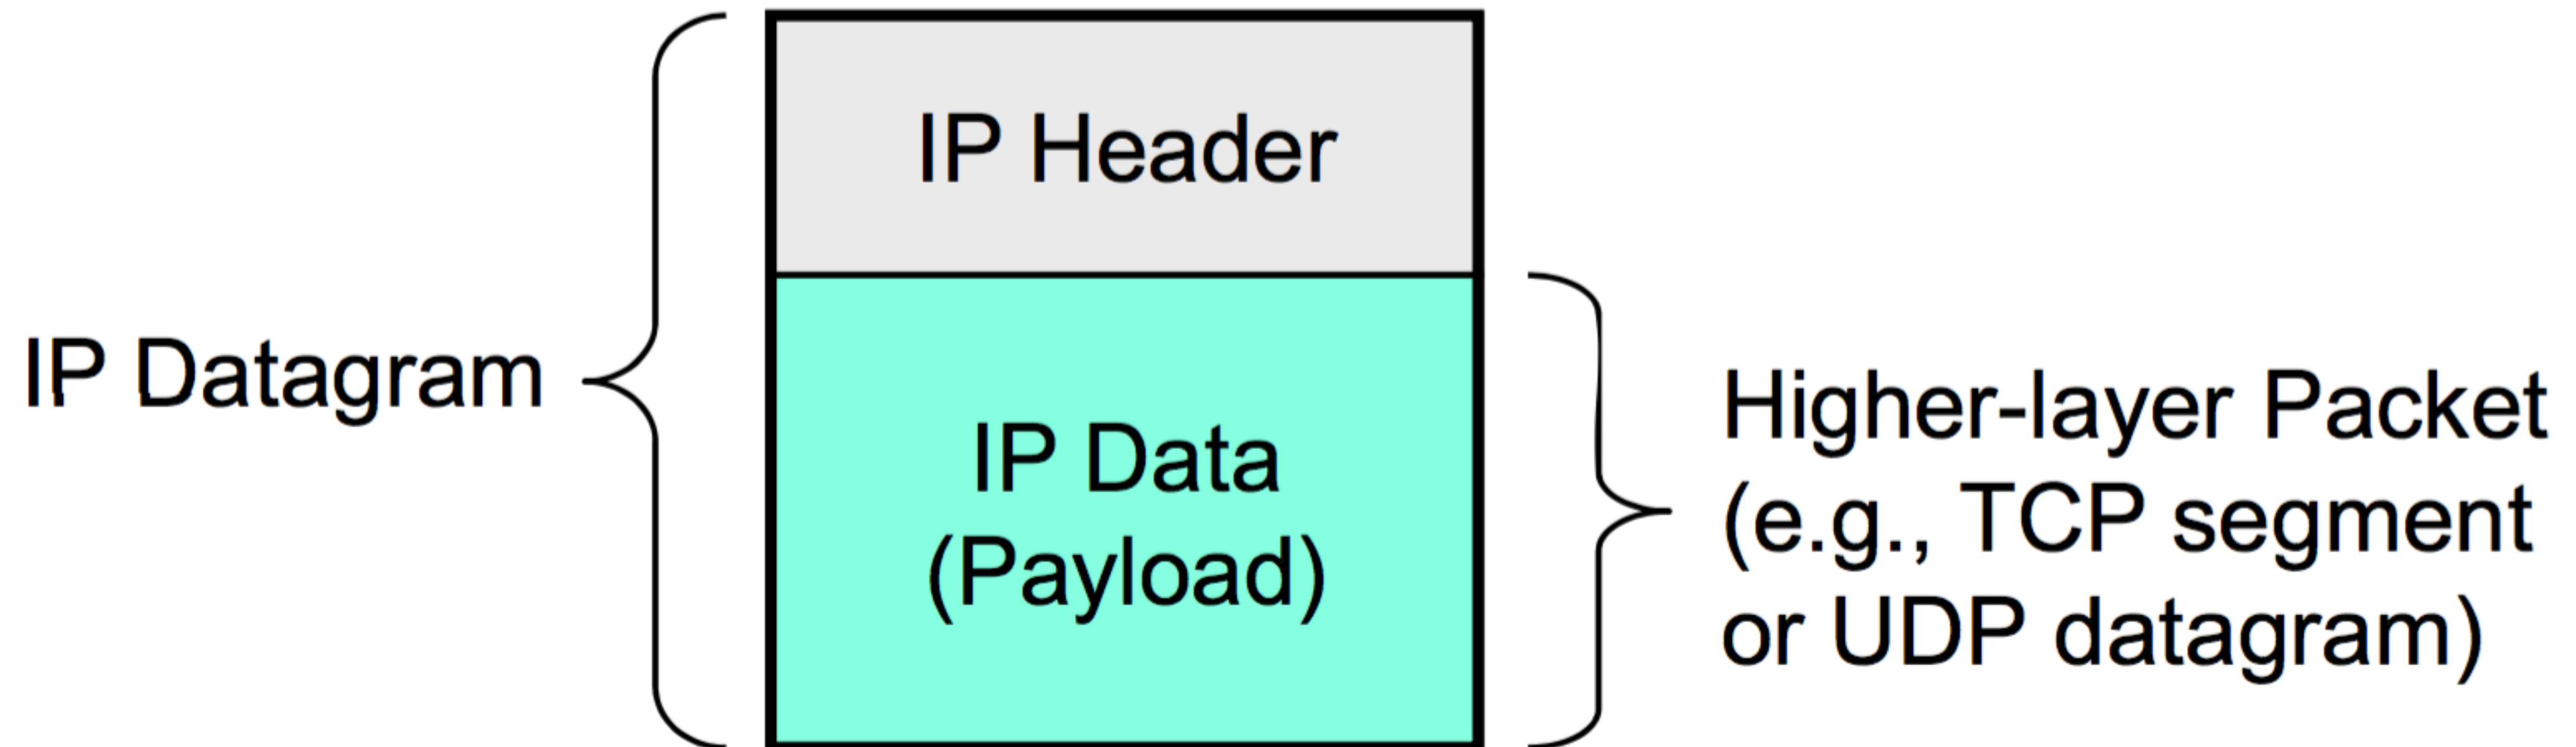 IP Header
IP Datagram
IP Data
(Payload)
Higher-layer Packet
(e.g., TCP segment
or UDP datagram)